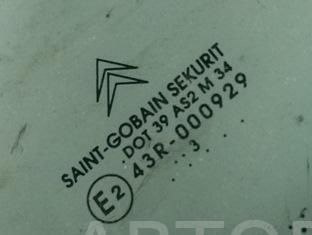 SAINT-GOBAIN SEKURIT
DOT 39 AS2 M 34
43R-000929
E2
3